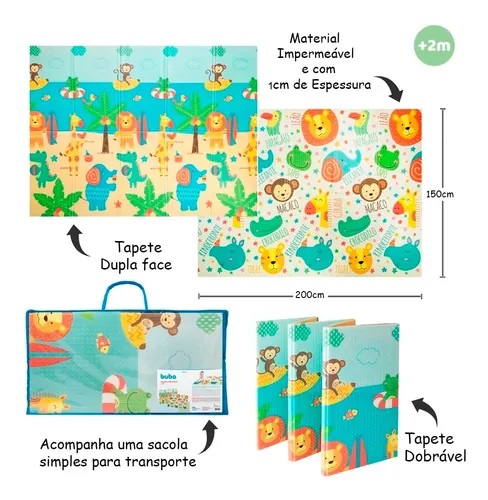 Material
Impermeável
e com
1cm de Espessura
+2m
LEÃO
MACACO
150cm
200cm
Tapete
Dupla face
buba
Acompanha uma sacola
simples para transporte
Tapete
Dobrável